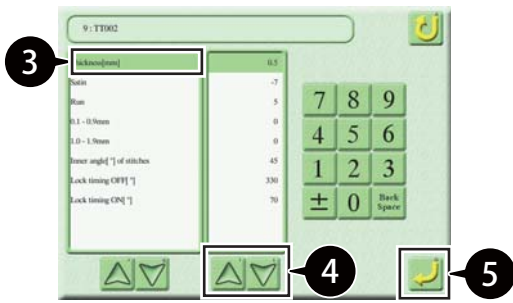 9 : TT002
3
Thickness[mm] 0.5
Satin -7
Run 5
0.1 - 0.9mm 0
1.0 - 1.9mm 0
Inner angle[ °] of stitches 45
Lock timing OFF[ °] 330
Lock timing ON[ °] 70
7 8 9
4 5 6
1 2 3
± 0 Back Space
4
5